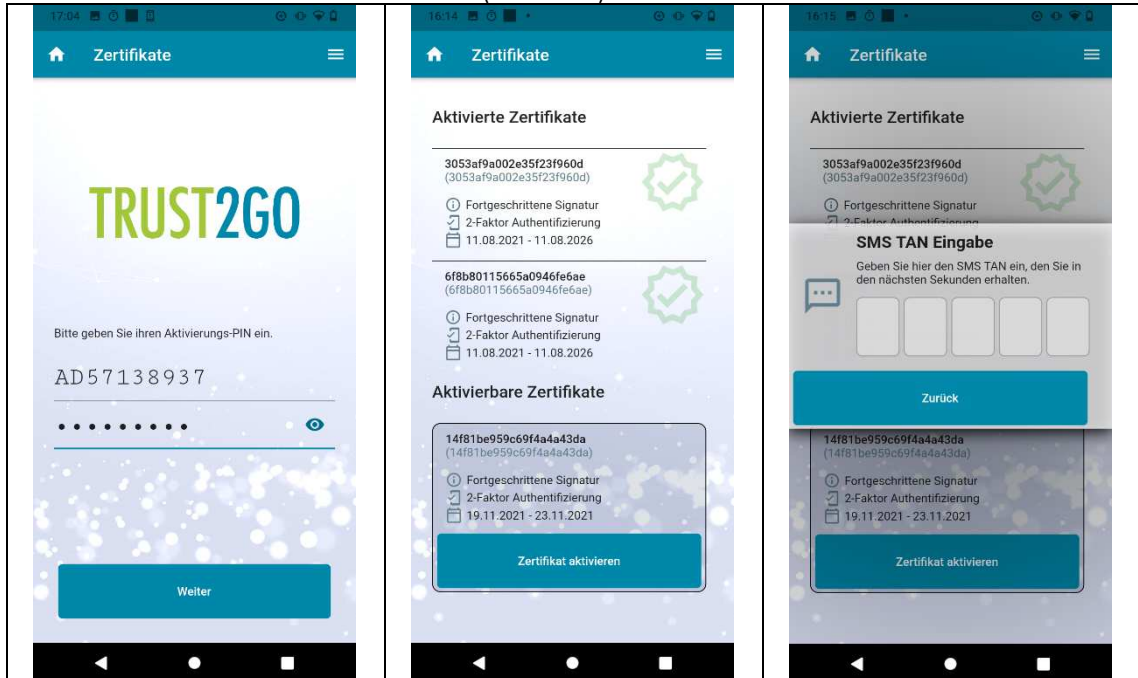 17:04
Zertifikate
TRUST2GO
Bitte geben Sie ihren Aktivierungs-PIN ein.
AD57138937
Weiter
16:14
Zertifikate
Aktivierte Zertifikate
3053af9a002e35f23f960d
(3053af9a002e35f23f960d)
Fortgeschrittene Signatur
2-Faktor Authentifizierung
11.08.2021 - 11.08.2026
6f8b80115665a0946fe6ae
(6f8b80115665a0946fe6ae)
Fortgeschrittene Signatur
2-Faktor Authentifizierung
11.08.2021 - 11.08.2026
Aktivierbare Zertifikate
14f81be959c69f4a4a43da
(14f81be959c69f4a4a43da)
Fortgeschrittene Signatur
2-Faktor Authentifizierung
19.11.2021 - 23.11.2021
Zertifikat aktivieren
16:15
Zertifikate
Aktivierte Zertifikate
3053af9a002e35f23f960d
(3053af9a002e35f23f960d)
Fortgeschrittene Signatur
2-Faktor Authentifizierung
SMS TAN Eingabe
Geben Sie hier den SMS TAN ein, den Sie in
den nächsten Sekunden erhalten.
Zurück
14f81be959c69f4a4a43da
(14f81be959c69f4a4a43da)
Fortgeschrittene Signatur
2-Faktor Authentifizierung
19.11.2021 - 23.11.2021
Zertifikat aktivieren